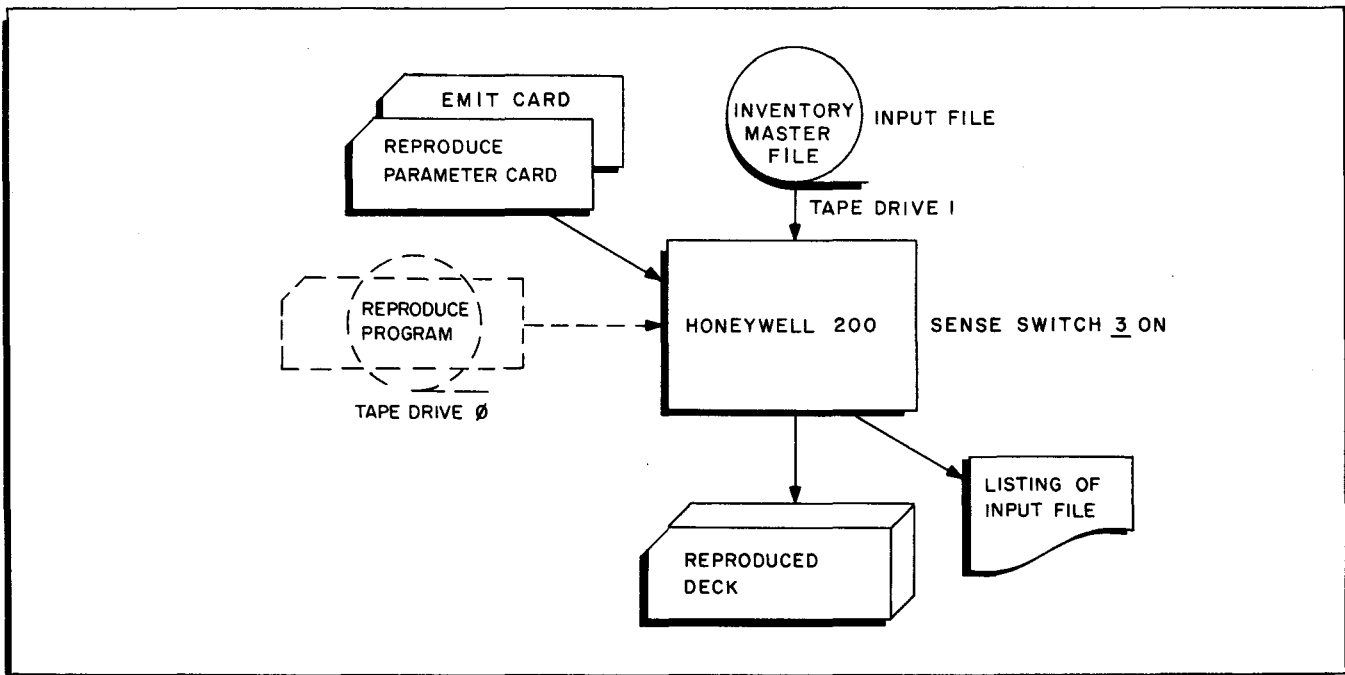 EMIT CARD
REPRODUCE
PARAMETER CARD
INVENTORY
MASTER
FILE
INPUT FILE
TAPE DRIVE 1
REPRODUCE
PROGRAM
TAPE DRIVE Ø
HONEYWELL 200
SENSE SWITCH 3 ON
LISTING OF
INPUT FILE
REPRODUCED
DECK